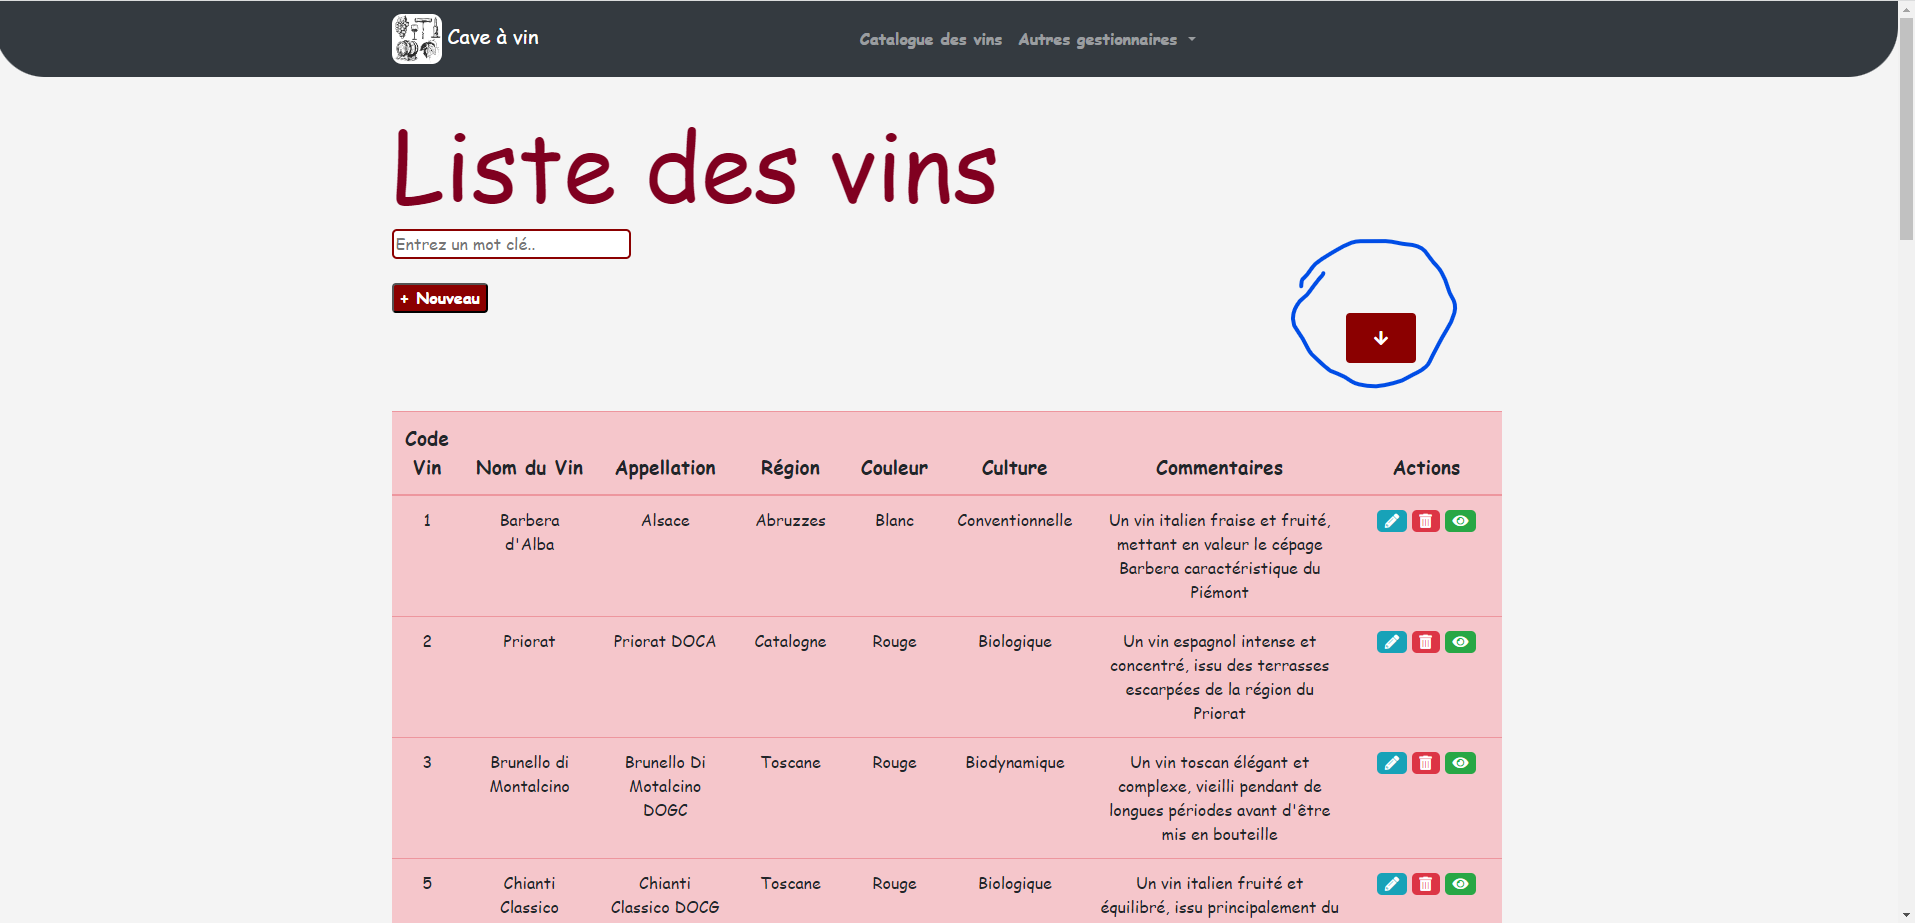 Cave à vin
Catalogue des vins Autres gestionnaires
Liste des vins
Entrez un mot clé..
+ Nouveau
Code
Vin Nom du Vin Appellation Région Couleur Culture Commentaires Actions
1 Barbera Alsace Abruzzes Blanc Conventionnelle Un vin italien fraise et fruité,
d'Alba mettant en valeur le cépage
Barbera caractéristique du
Piémont
2 Priorat Priorat DOCA Catalogne Rouge Biologique Un vin espagnol intense et
concentré, issu des terrasses
escarpées de la région du
Priorat
3 Brunello di Brunello Di Toscane Rouge Biodynamique Un vin toscan élégant et
Montalcino Motalcino complexe, vieilli pendant de
DOGC longues périodes avant d'être
mis en bouteille
5 Chianti Chianti Toscane Rouge Biologique Un vin italien fruité et
Classico Classico DOCG équilibré, issu principalement du